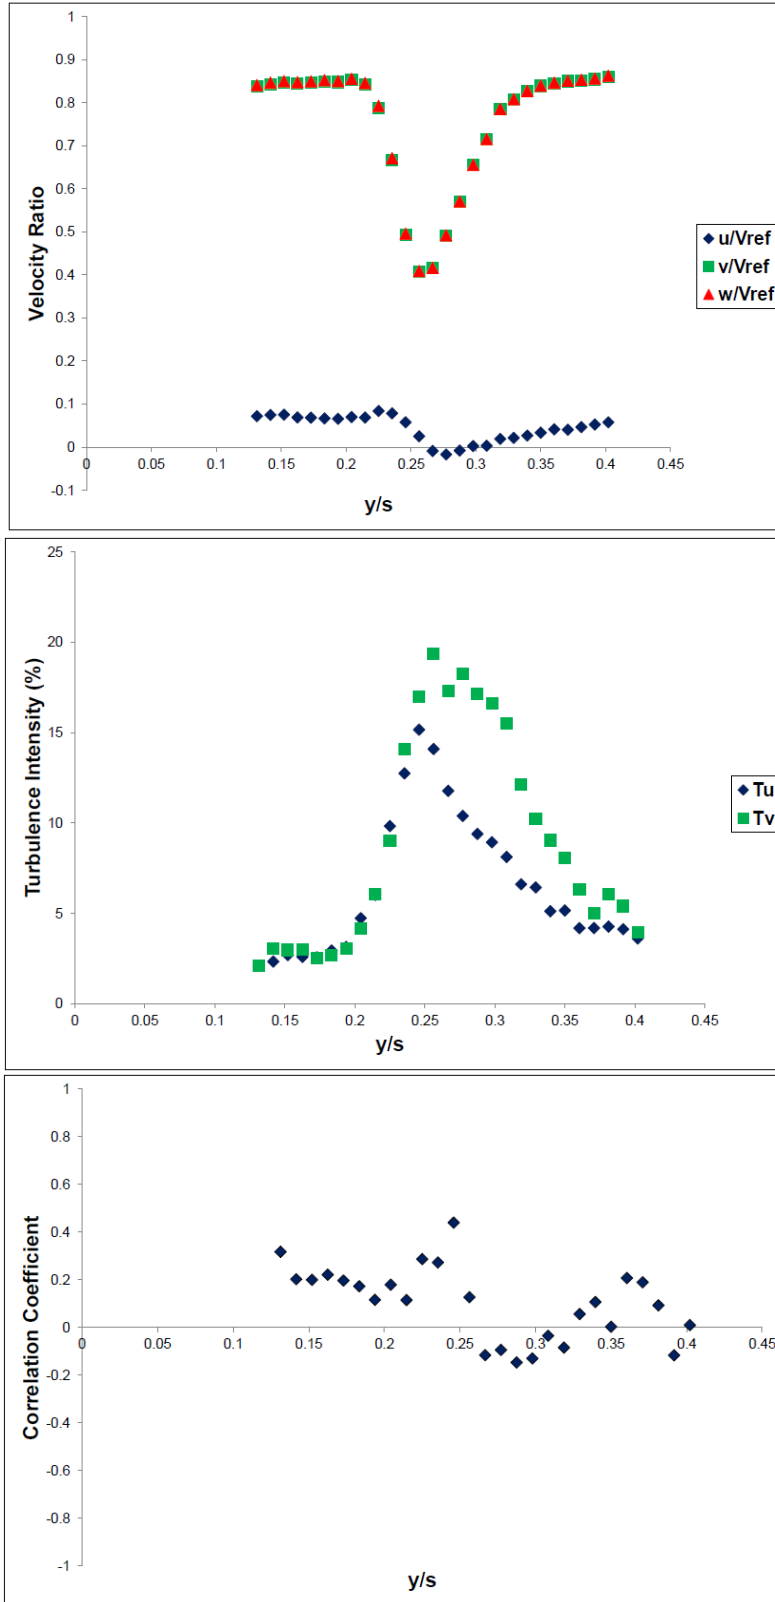 1
0.9
0.8
0.7
0.6
0.5
0.4
0.3
0.2
0.1
0
-0.1
Velocity Ratio
0 0.05 0.1 0.15 0.2 0.25 0.3 0.35 0.4 0.45
y/s
u/Vref
v/Vref
w/Vref
25
20
15
10
5
0
Turbulence Intensity (%)
0 0.05 0.1 0.15 0.2 0.25 0.3 0.35 0.4 0.45
y/s
Tu
Tv
1
0.8
0.6
0.4
0.2
0
-0.2
-0.4
-0.6
-0.8
-1
Correlation Coefficient
0 0.05 0.1 0.15 0.2 0.25 0.3 0.35 0.4 0.45
y/s